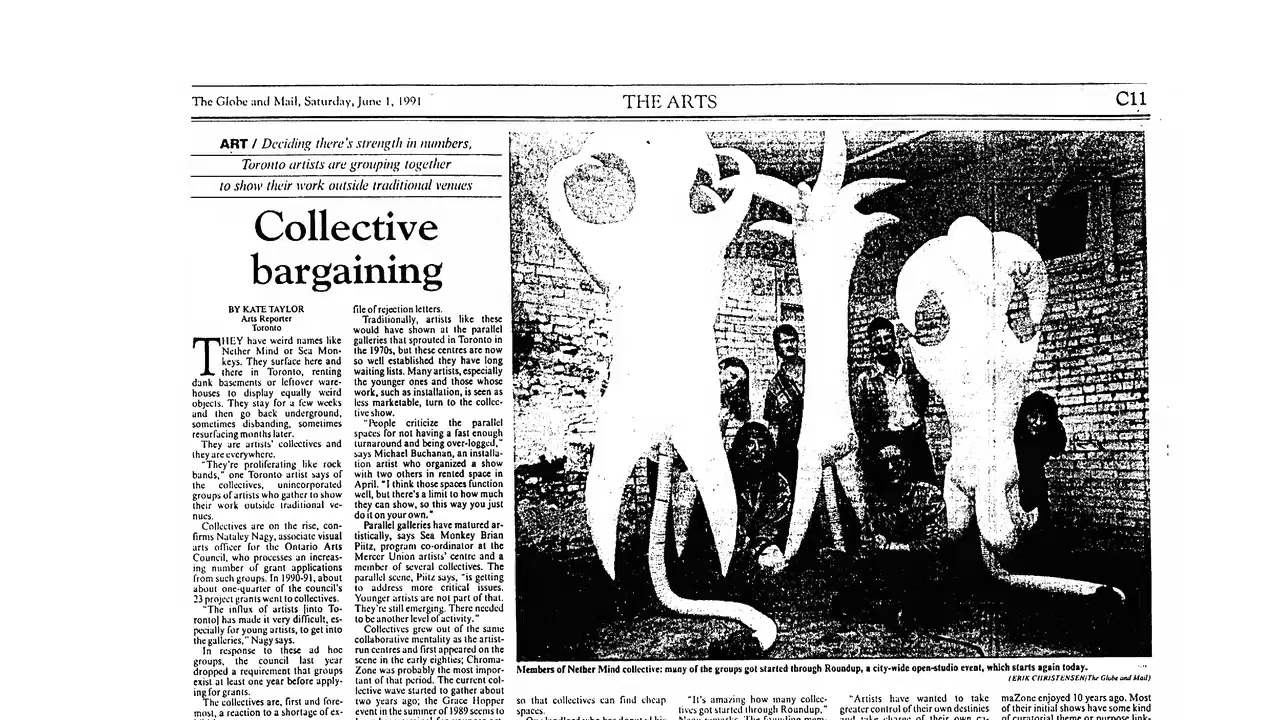 The Globe and Mail, Saturday, June 1, 1991
THE ARTS
C11
ART / Deciding there's strength in numbers,
Toronto artists are grouping together
to show their work outside traditional venues
Collective
bargaining
BY KATE TAYLOR
Arts Reporter
Toronto
THEY have weird names like
Nether Mind or Sea Mon-
keys. They surface here and
there in Toronto, renting
dank basements or leftover ware-
houses to display equally weird
objects. They stay for a few weeks
and then go back underground,
sometimes disbanding, sometimes
resurfacing months later.
They are artists' collectives and
they are everywhere.
"They're proliferating like rock
bands," one Toronto artist says of
the collectives, unincorporated
groups of artists who gather to show
their work outside traditional ve-
nues.
Collectives are on the rise, con-
firms Nataley Nagy, associate visual
arts officer for the Ontario Arts
Council, who processes an increas-
ing number of grant applications
from such groups. In 1990-91, about
about one-quarter of the council's
23 project grants went to collectives.
"The influx of artists [into To-
ronto] has made it very difficult, es-
pecially for young artists, to get into
the galleries," Nagy says.
In response to these ad hoc
groups, the council last year
dropped a requirement that groups
exist at least one year before apply-
ing for grants.
The collectives are, first and fore-
most, a reaction to a shortage of ex-
file of rejection letters.
Traditionally, artists like these
would have shown at the parallel
galleries that sprouted in Toronto in
the 1970s, but these centres are now
so well established they have long
waiting lists. Many artists, especially
the younger ones and those whose
work, such as installation, is seen as
less marketable, turn to the collec-
tive show.
"People criticize the parallel
spaces for not having a fast enough
turnaround and being over-logged,"
says Michael Buchanan, an installa-
tion artist who organized a show
with two others in rented space in
April. "I think those spaces function
well, but there's a limit to how much
they can show, so this way you just
do it on your own."
Parallel galleries have matured ar-
tistically, says Sea Monkey Brian
Piitz, program co-ordinator at the
Mercer Union artists' centre and a
member of several collectives. The
parallel scene, Piitz says, "is getting
to address more critical issues.
Younger artists are not part of that.
They're still emerging. There needed
to be another level of activity."
Collectives grew out of the same
collaborative mentality as the artist-
run centres and first appeared on the
scene in the early eighties; Chroma-
Zone was probably the most impor-
tant of that period. The current col-
lective wave started to gather about
two years ago; the Grace Hopper
event in the summer of 1989 seems to
Members of Nether Mind collective: many of the groups got started through Roundup, a city-wide open-studio event, which starts again today.
(ERIK CHRISTENSEN/The Globe and Mail)
so that collectives can find cheap
spaces.
"It's amazing how many collec-
tives got started through Roundup,"
"Artists have wanted to take
greater control of their own destinies
maZone enjoyed 10 years ago. Most
of their initial shows have some kind